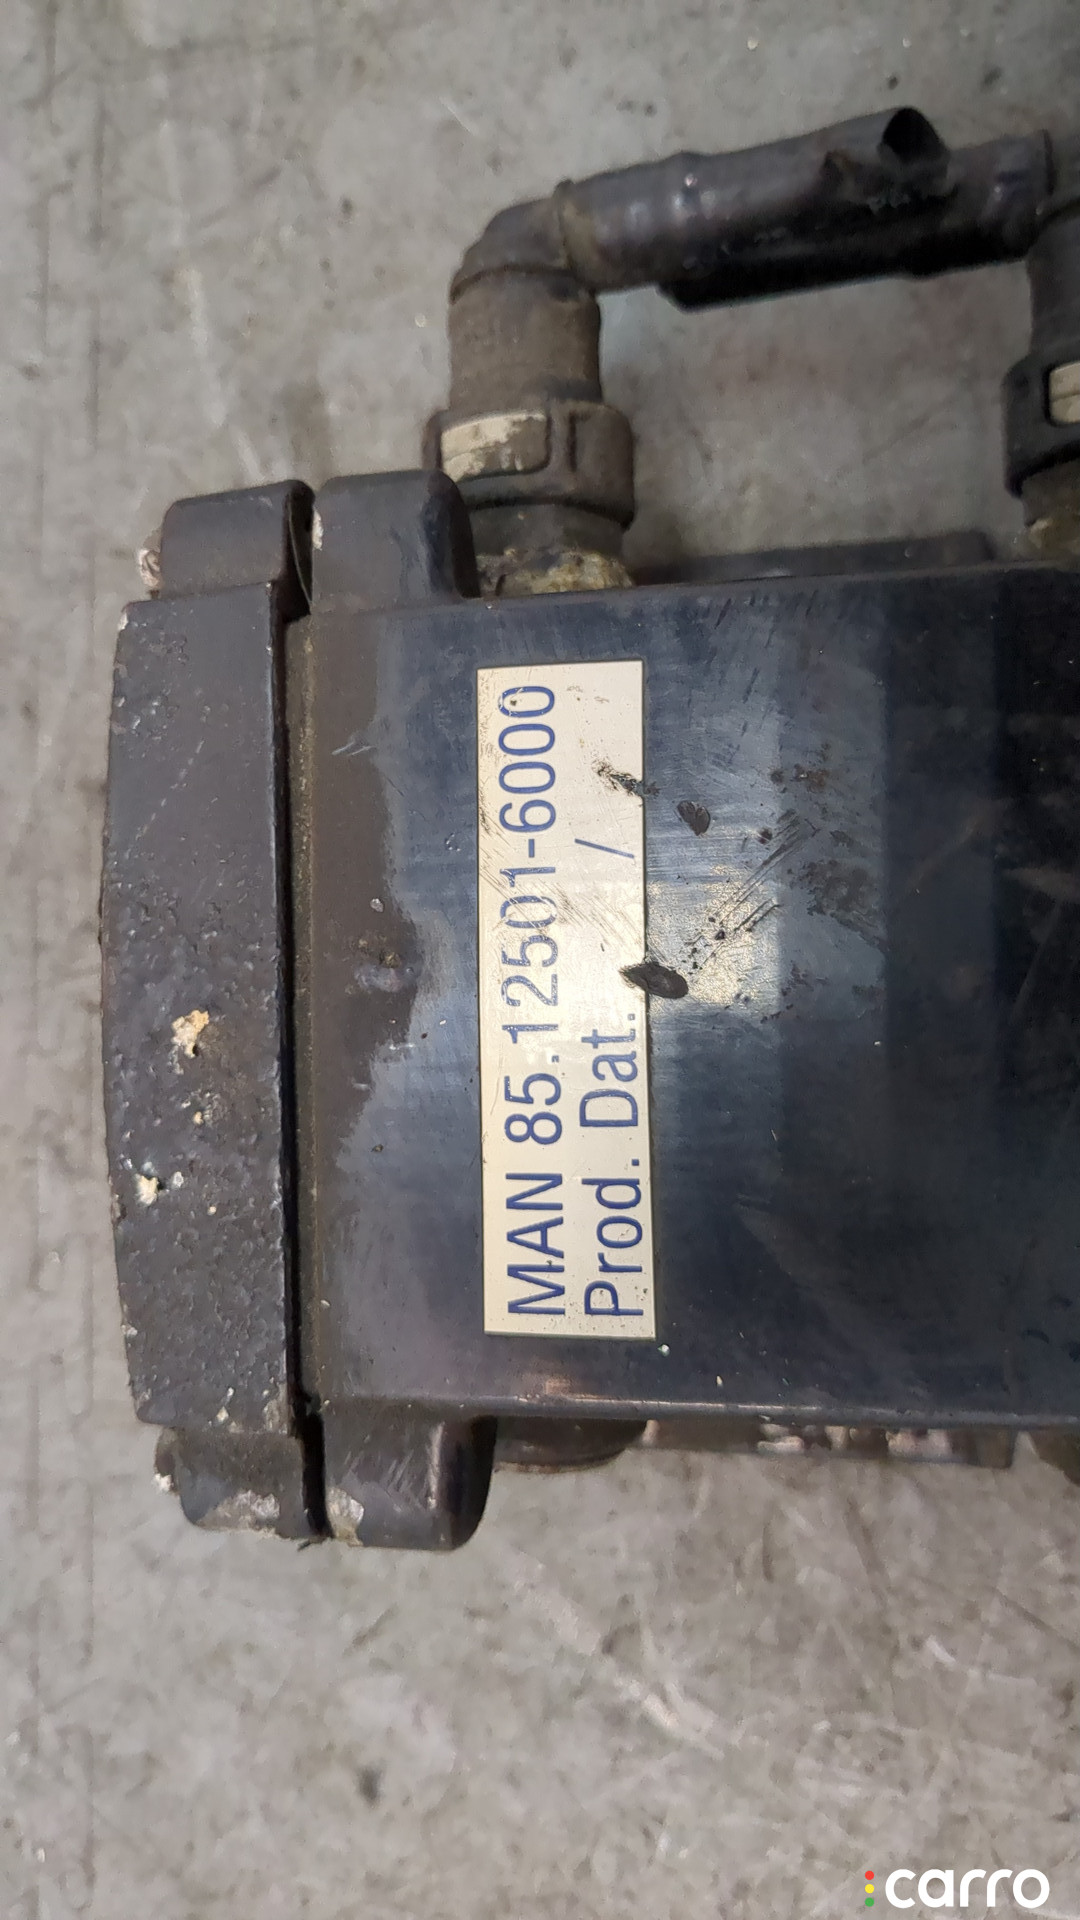 MAN 85.12501-6000
Prod. Dat. /
carro